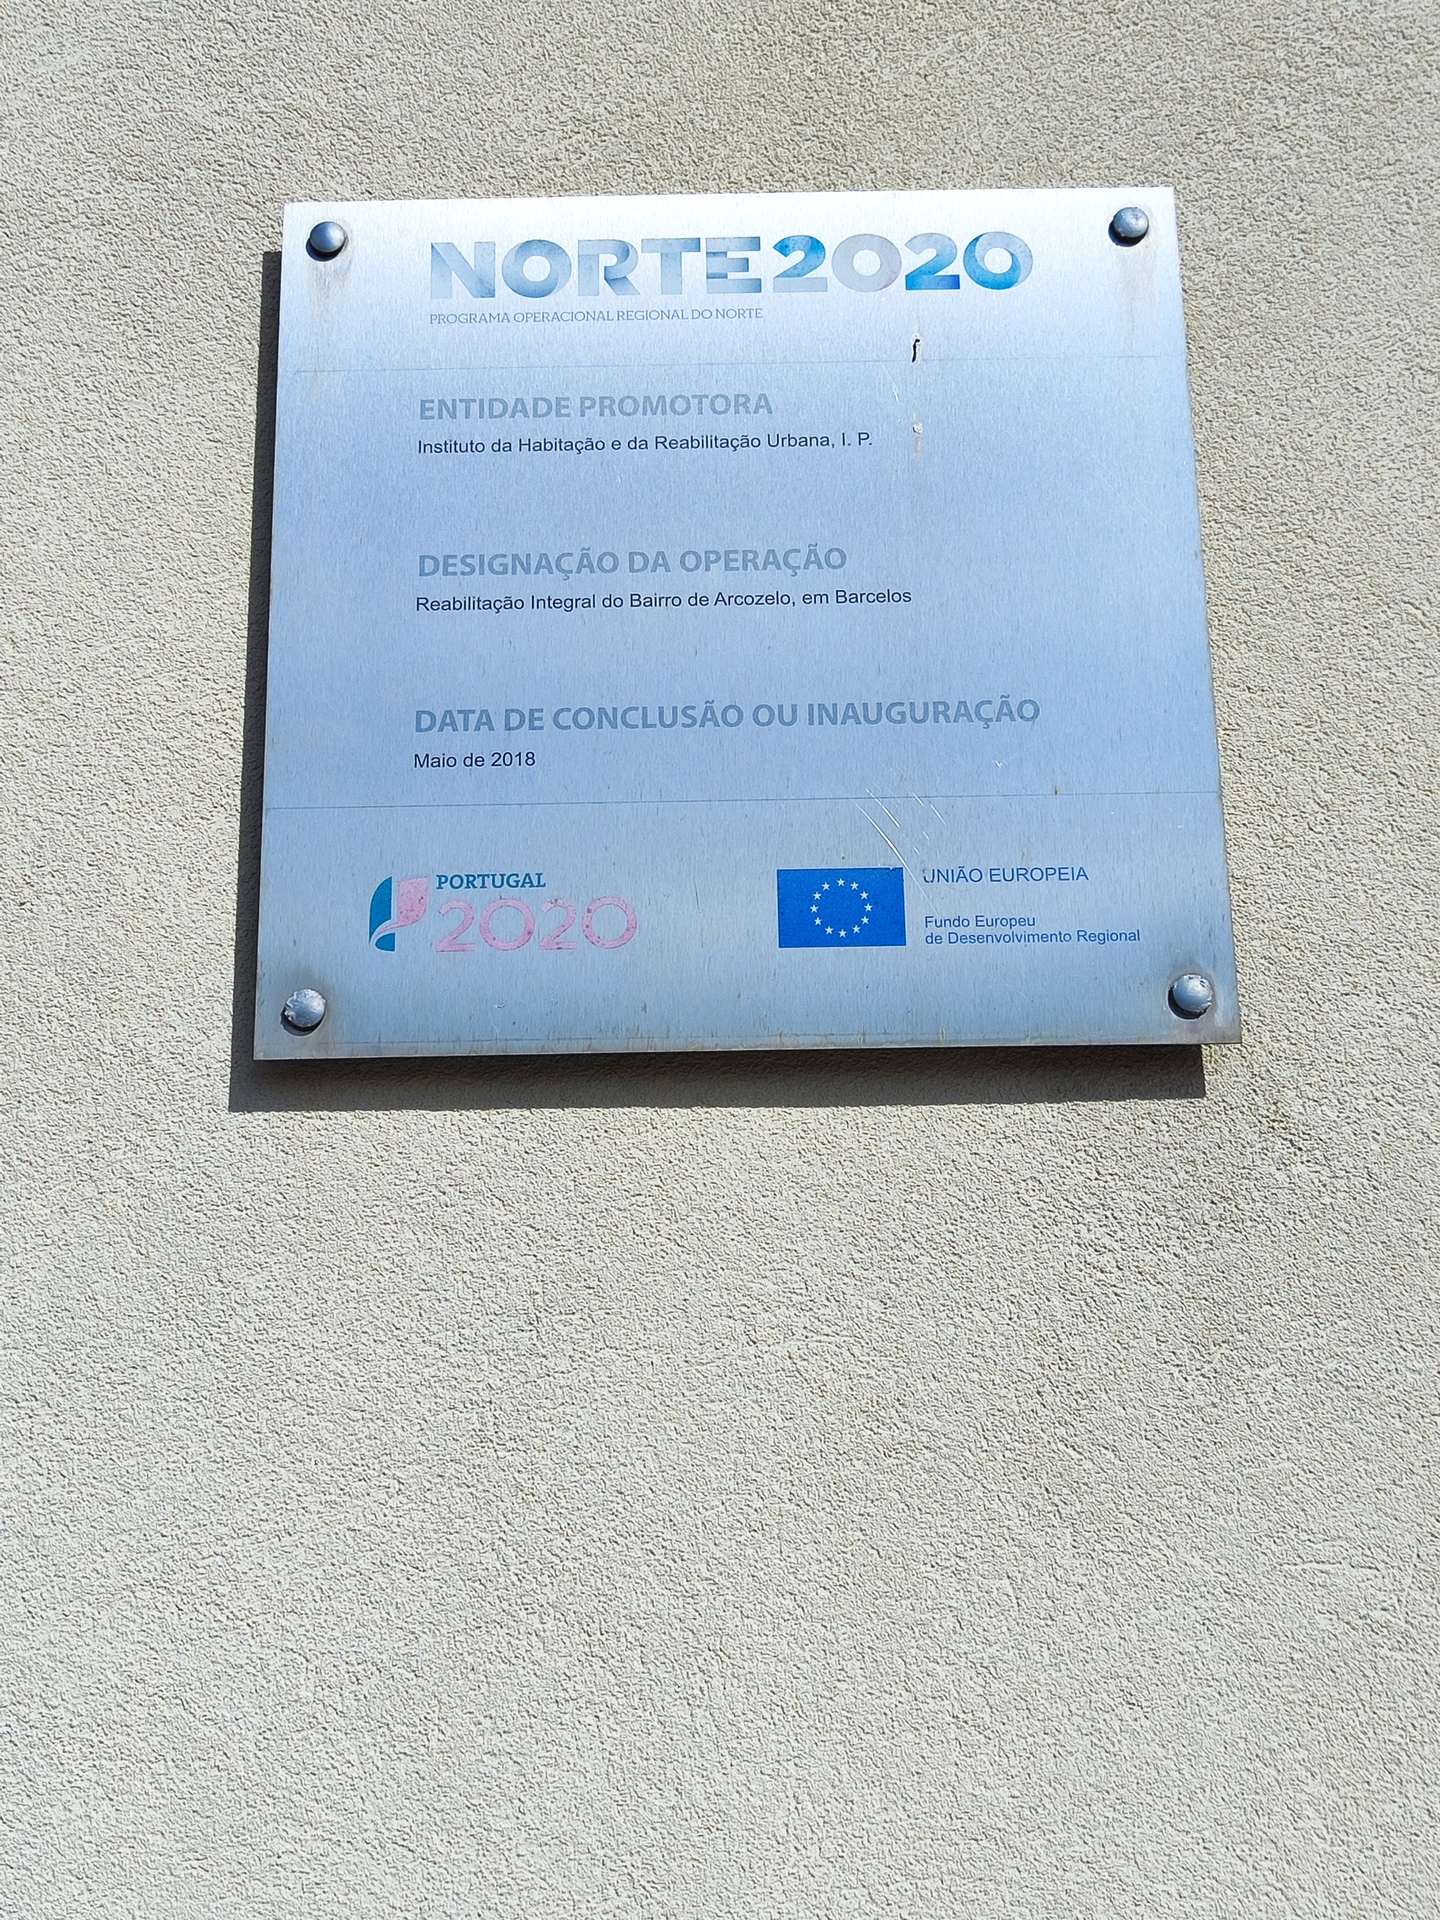 NORTE2020
PROGRAMA OPERACIONAL REGIONAL DO NORTE
ENTIDADE PROMOTORA
Instituto da Habitação e da Reabilitação Urbana, I. P.
DESIGNAÇÃO DA OPERAÇÃO
Reabilitação Integral do Bairro de Arcozelo, em Barcelos
DATA DE CONCLUSÃO OU INAUGURAÇÃO
Maio de 2018
PORTUGAL
2020
UNIÃO EUROPEIA
Fundo Europeu
de Desenvolvimento Regional